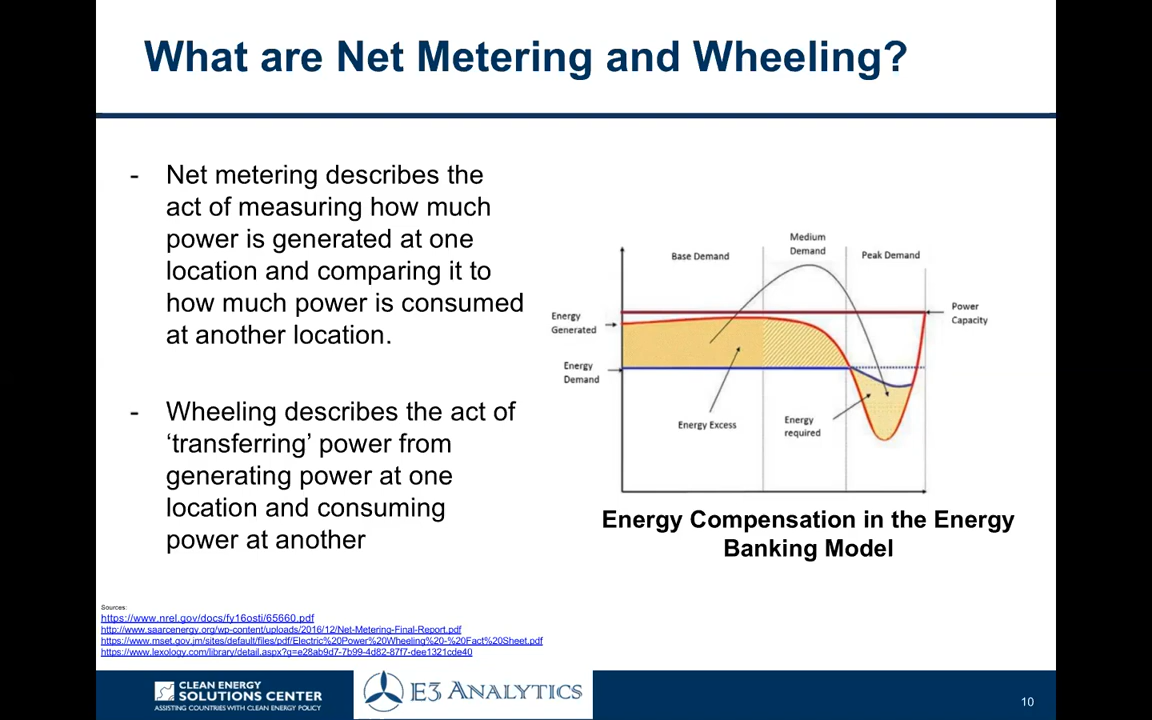 What are Net Metering and Wheeling?
- Net metering describes the
act of measuring how much
power is generated at one
location and comparing it to
how much power is consumed
at another location.
- Wheeling describes the act of
‘transferring’ power from
generating power at one
location and consuming
power at another
Base Demand
Medium
Demand
Peak Demand
Energy
Generated
Power
Capacity
Energy
Demand
Energy Excess
Energy
required
Energy Compensation in the Energy
Banking Model
Sources:
https://www.nrel.gov/docs/fy16osti/65660.pdf
http://www.saarcenergy.org/wp-content/uploads/2016/12/Net-Metering-Final-Report.pdf
https://www.mset.gov.jm/sites/default/files/pdf/Electric%20Power%20Wheeling%20-%20Fact%20Sheet.pdf
https://www.lexology.com/library/detail.aspx?g=e28ab9d7-7b99-4d82-87f7-dee1321cde40
CLEAN ENERGY
SOLUTIONS CENTER
ASSISTING COUNTRIES WITH CLEAN ENERGY POLICY
E3 ANALYTICS
10